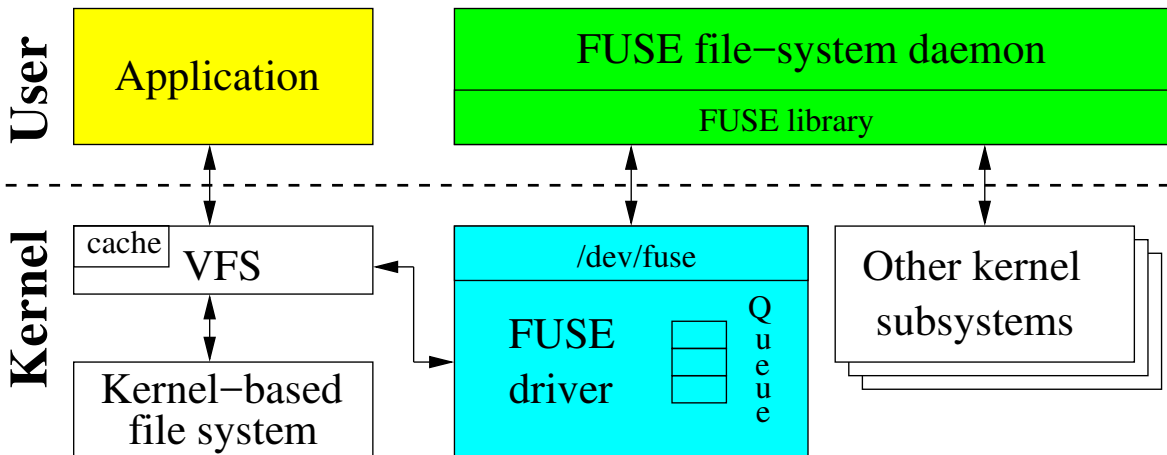 User
Application
FUSE file−system daemon
FUSE library
Kernel
cache
VFS
Kernel−based
file system
/dev/fuse
FUSE
driver
Queue
Other kernel
subsystems